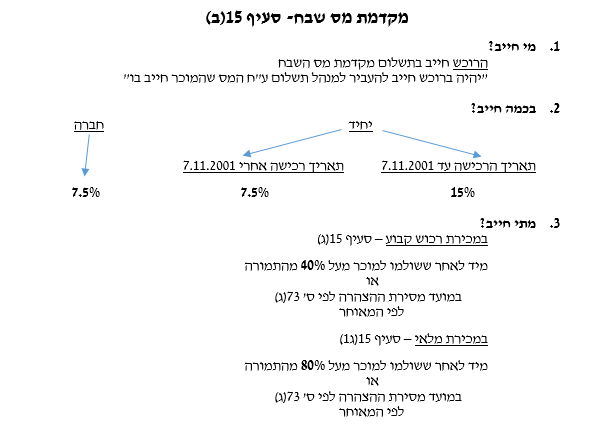 מקדמת מס שבח- סעיף 15(ב)
1. מי חייב?
הרוכש חייב בתשלום מקדמת מס השבח
"יהיה ברוכש חייב להעביר למנהל תשלום ע"ח המס שהמוכר חייב בו"
2. בכמה חייב?
יחיד חברה
תאריך הרכישה עד 7.11.2001 תאריך רכישה אחרי 7.11.2001
15% 7.5% 7.5%
3. מתי חייב?
במכירת רכוש קבוע – סעיף 15(ג)
מיד לאחר ששולמו למוכר מעל 40% מהתמורה
או
במועד מסירת ההצהרה לפי ס' 73(ג)
לפי המאוחר
במכירת מלאי – סעיף 15(ג1)
מיד לאחר ששולמו למוכר מעל 80% מהתמורה
או
במועד מסירת ההצהרה לפי ס' 73(ג)
לפי המאוחר